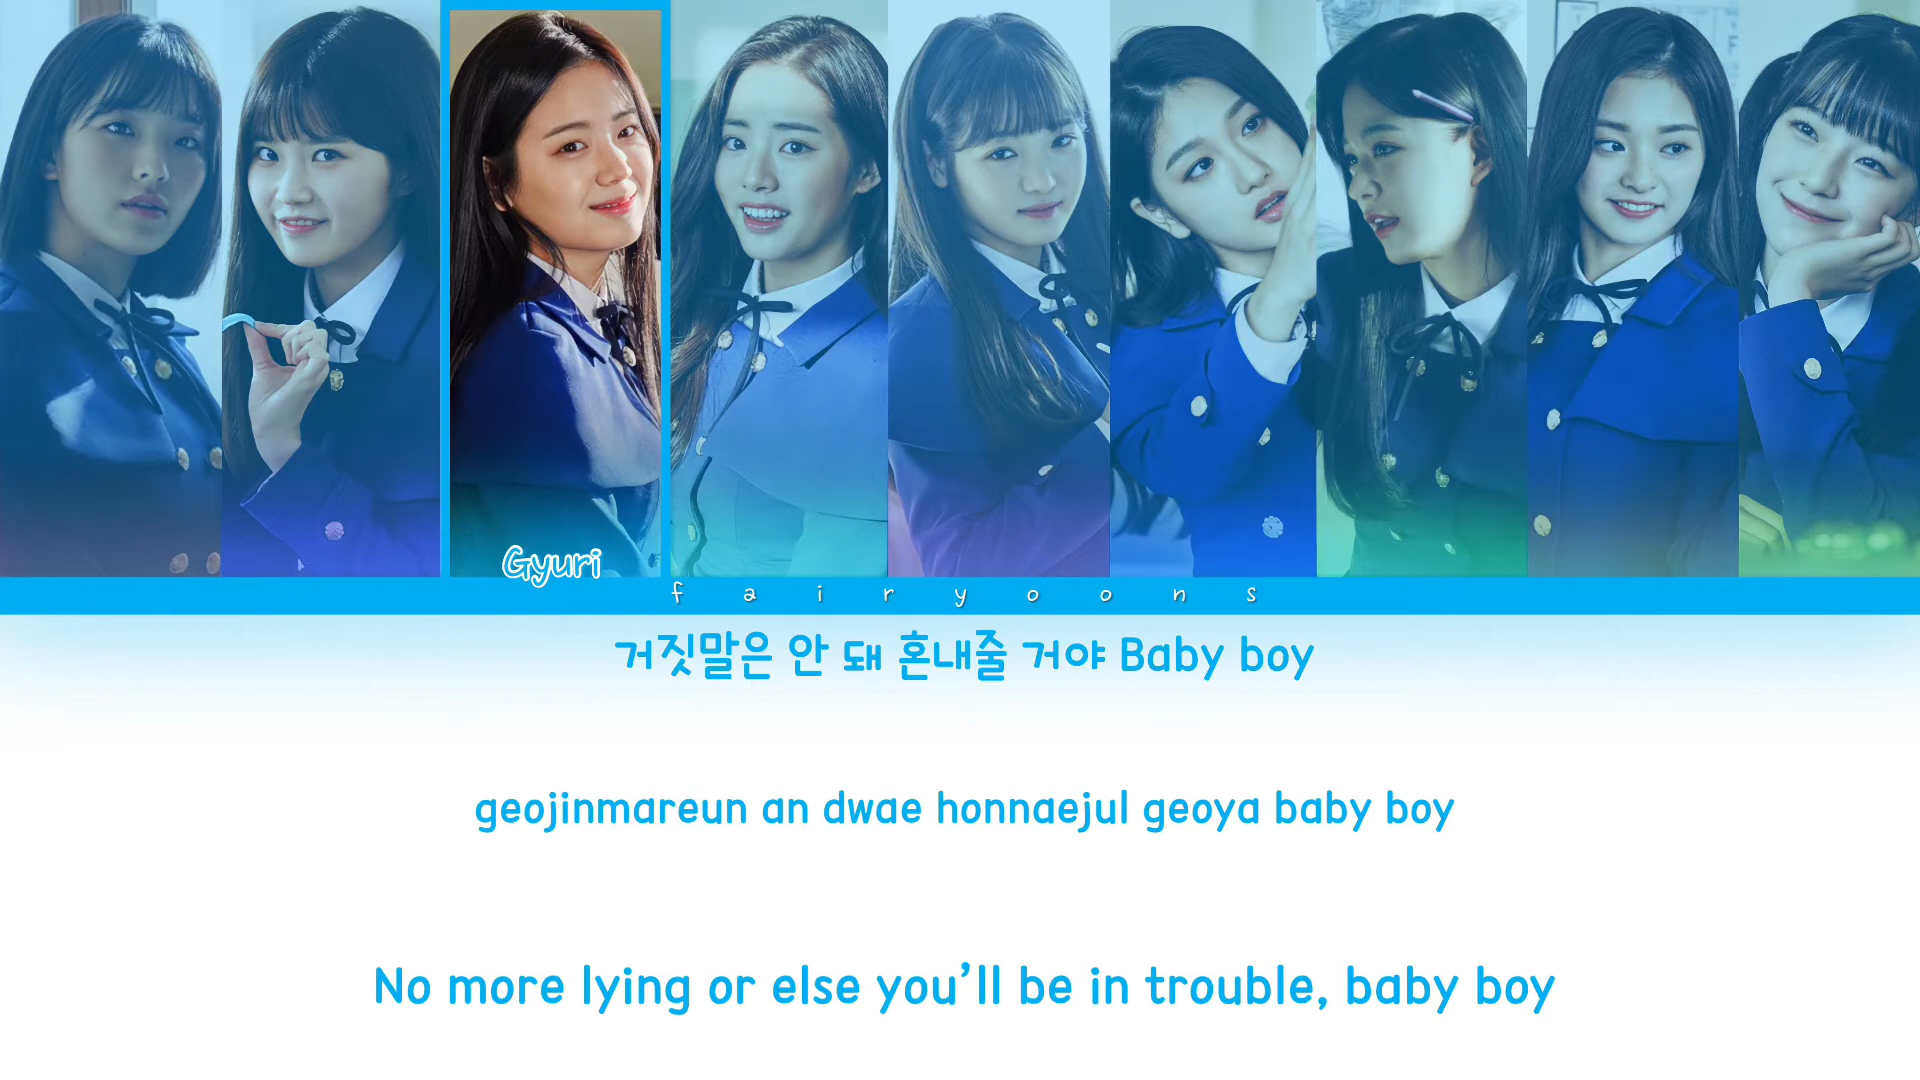 Gyuri
fairyoons
거짓말은 안 돼 혼내줄 거야 Baby boy
geojinmareun an dwae honnaejul geoya baby boy
No more lying or else you’ll be in trouble, baby boy